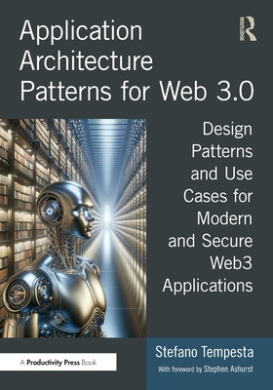 Application
Architecture
Patterns for Web 3.0
Design
Patterns
and Use
Cases for
Modern
and Secure
Web3
Applications
Stefano Tempesta
With foreword by Stephen Ashurst
A Productivity Press Book